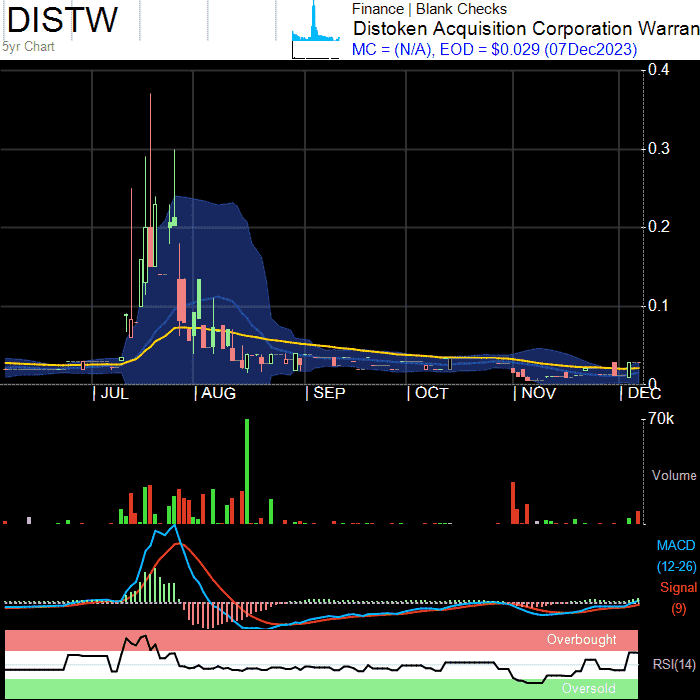 DISTW
5yr Chart
Finance | Blank Checks
Distoken Acquisition Corporation Warran
MC = (N/A), EOD = $0.029 (07Dec2023)
0.4
0.3
0.2
0.1
0
JUL AUG SEP OCT NOV DEC
70k
Volume
MACD
(12-26)
Signal
(9)
Overbought
RSI(14)
Oversold